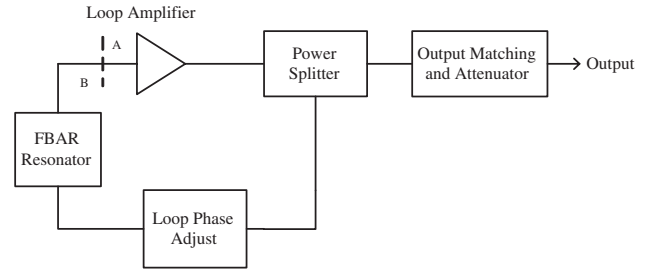 Loop Amplifier
A
B
Power
Splitter
Output Matching
and Attenuator
Output
FBAR
Resonator
Loop Phase
Adjust